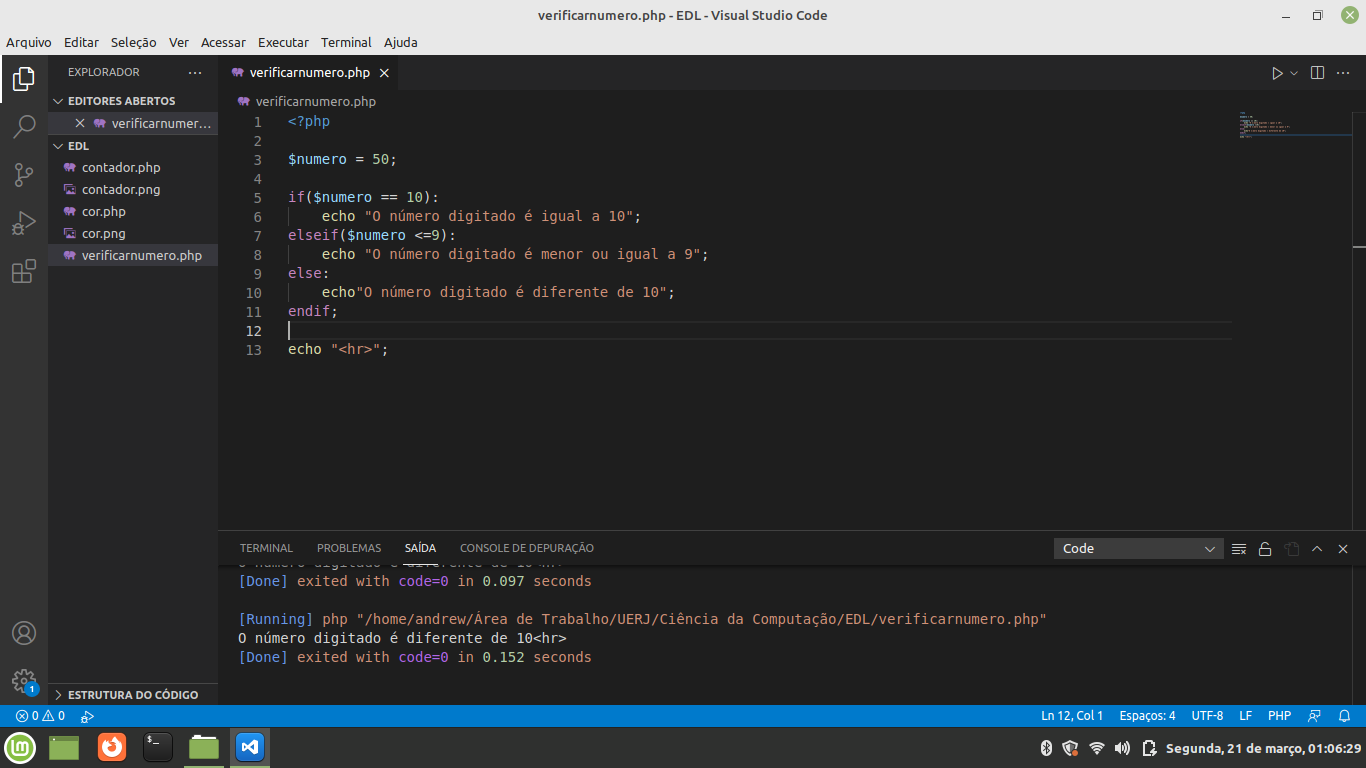 verificarnumero.php - EDL - Visual Studio Code
Arquivo Editar Seleção Ver Acessar Executar Terminal Ajuda
EXPLORADOR
EDITORES ABERTOS
verificarnumer...
EDL
contador.php
contador.png
cor.php
cor.png
verificarnumero.php
ESTRUTURA DO CÓDIGO
verificarnumero.php
verificarnumero.php
1 <?php
2
3 $numero = 50;
4
5 if($numero == 10):
6     echo "O número digitado é igual a 10";
7 elseif($numero <=9):
8     echo "O número digitado é menor ou igual a 9";
9 else:
10     echo"O número digitado é diferente de 10";
11 endif;
12
13 echo "<hr>";
TERMINAL PROBLEMAS SAÍDA CONSOLE DE DEPURAÇÃO
Code
O número digitado é diferente de 10<hr>
[Done] exited with code=0 in 0.097 seconds
[Running] php "/home/andrew/Área de Trabalho/UERJ/Ciência da Computação/EDL/verificarnumero.php"
O número digitado é diferente de 10<hr>
[Done] exited with code=0 in 0.152 seconds
1
0 0
Ln 12, Col 1 Espaços: 4 UTF-8 LF PHP
Segunda, 21 de março, 01:06:29